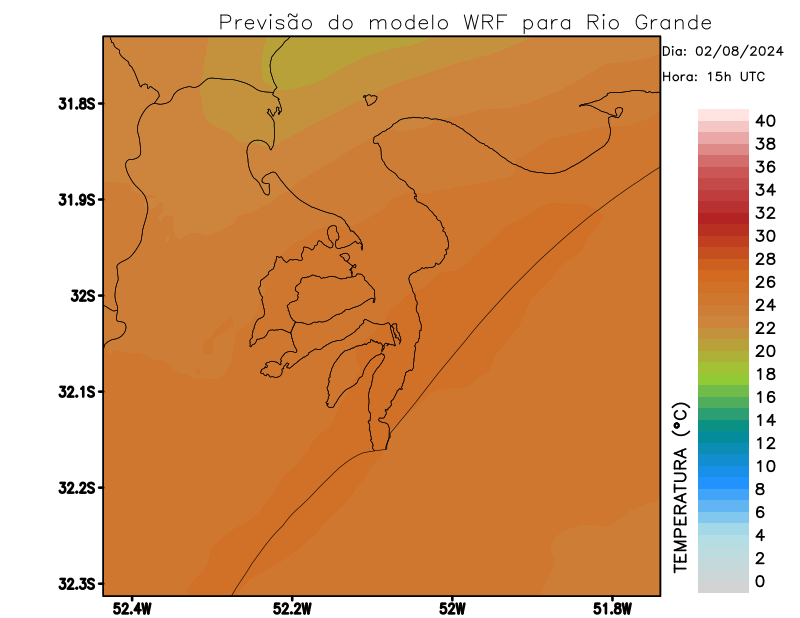 Previsão do modelo WRF para Rio Grande
Dia: 02/08/2024
Hora: 15h UTC
31.8S
31.9S
32S
32.1S
32.2S
32.3S
52.4W
52.2W
52W
51.8W
TEMPERATURA (°C)
40
38
36
34
32
30
28
26
24
22
20
18
16
14
12
10
8
6
4
2
0